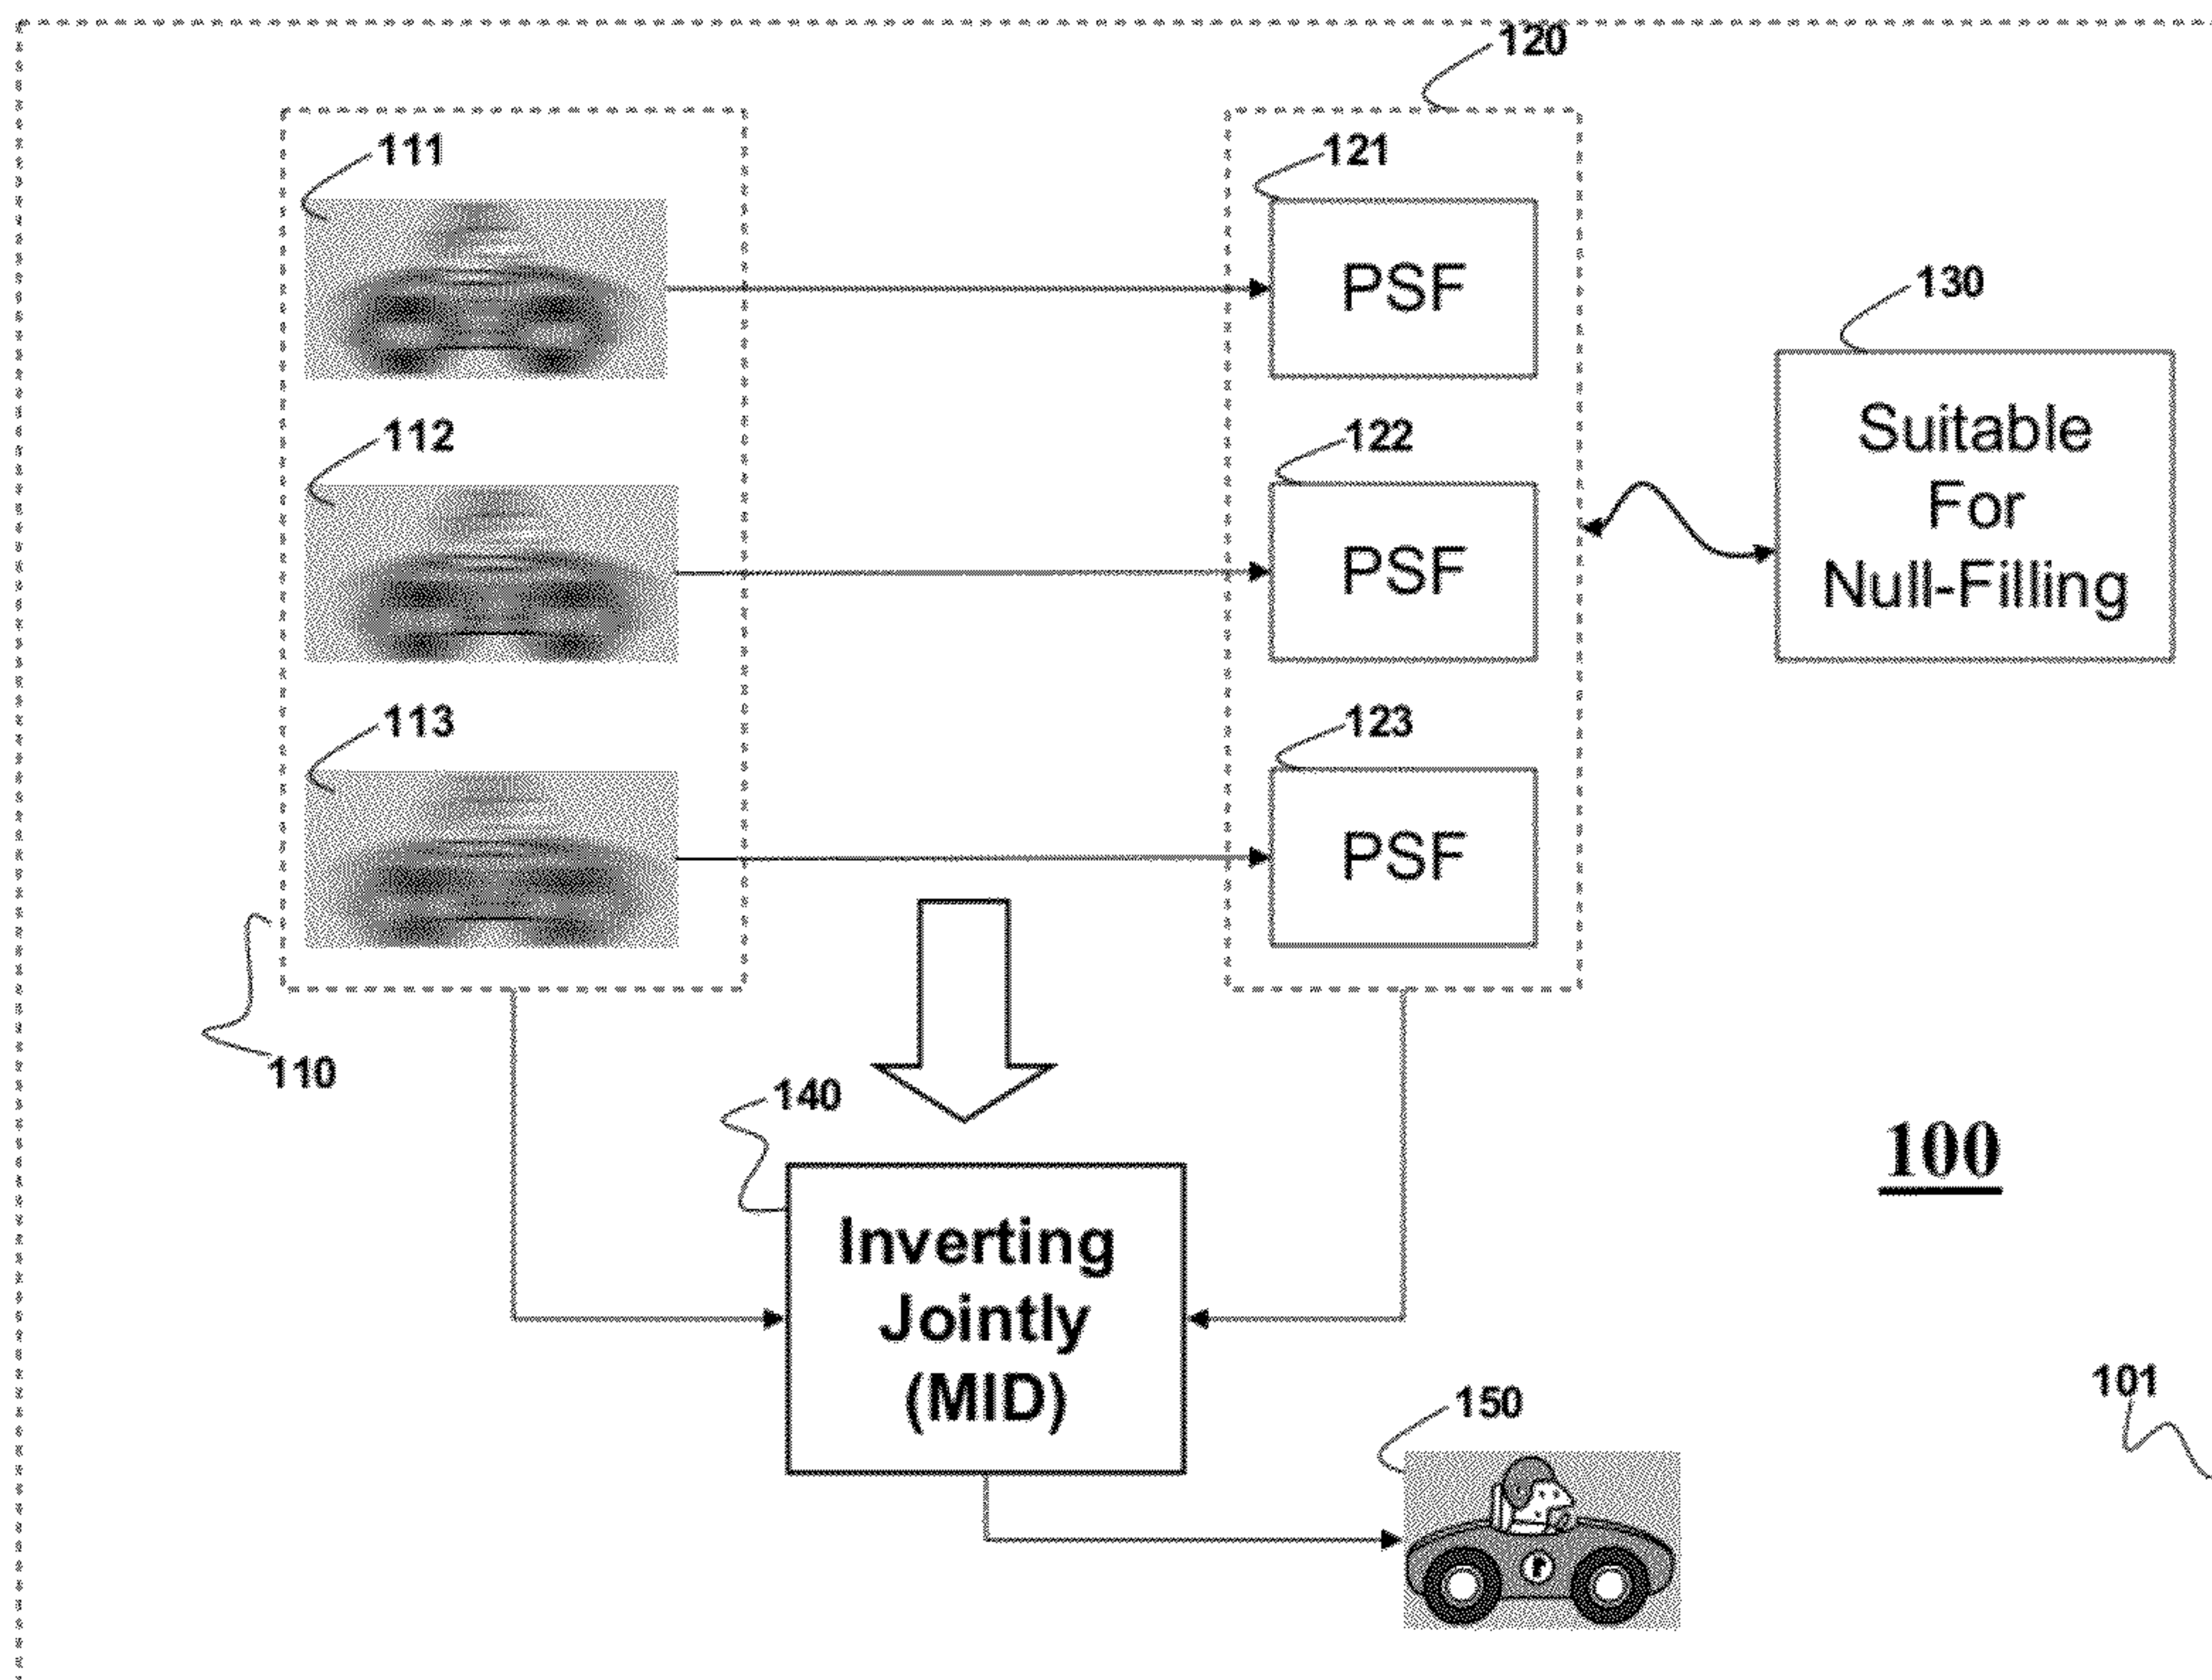 120
111
121
PSF
130
Suitable
For
Null-Filling
112
122
PSF
113
123
PSF
110
140
Inverting
Jointly
(MID)
100
101
150